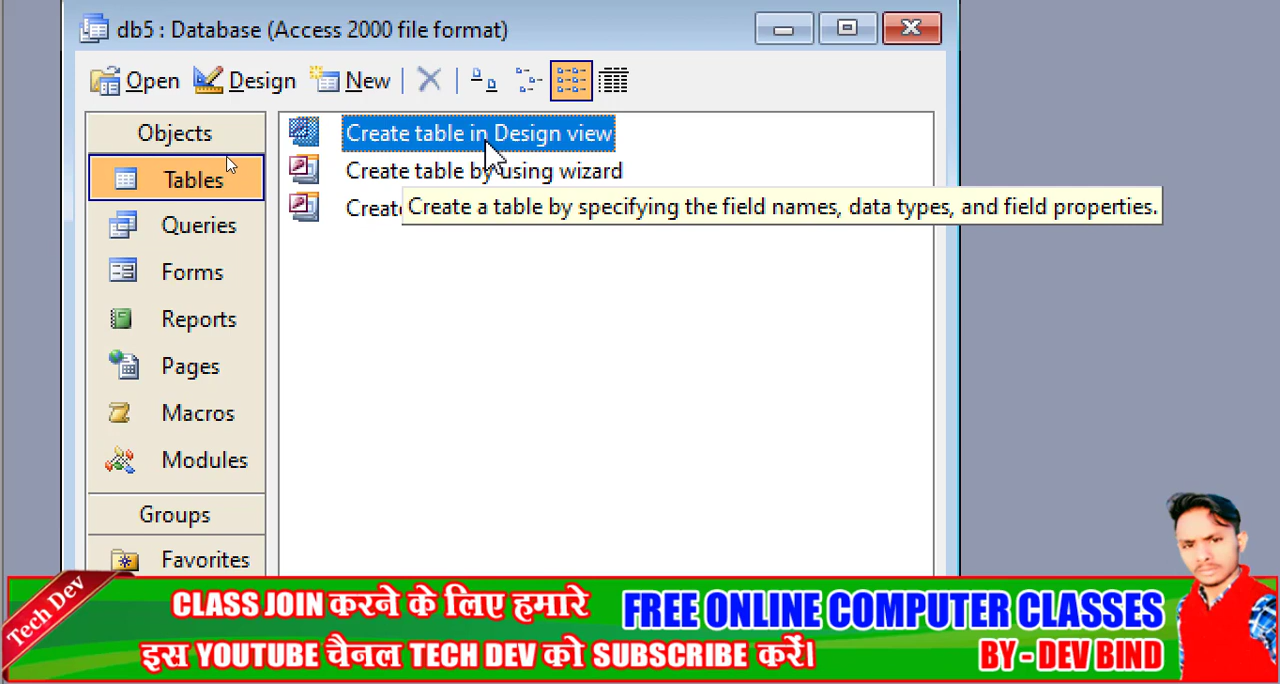 db5 : Database (Access 2000 file format)
Open Design New
Objects
Tables
Queries
Forms
Reports
Pages
Macros
Modules
Groups
Favorites
Create table in Design view
Create table by using wizard
Create a table by specifying the field names, data types, and field properties.
Tech Dev
CLASS JOIN करने के लिए हमारे
इस YOUTUBE चैनल TECH DEV को SUBSCRIBE करें।
FREE ONLINE COMPUTER CLASSES
BY - DEV BIND